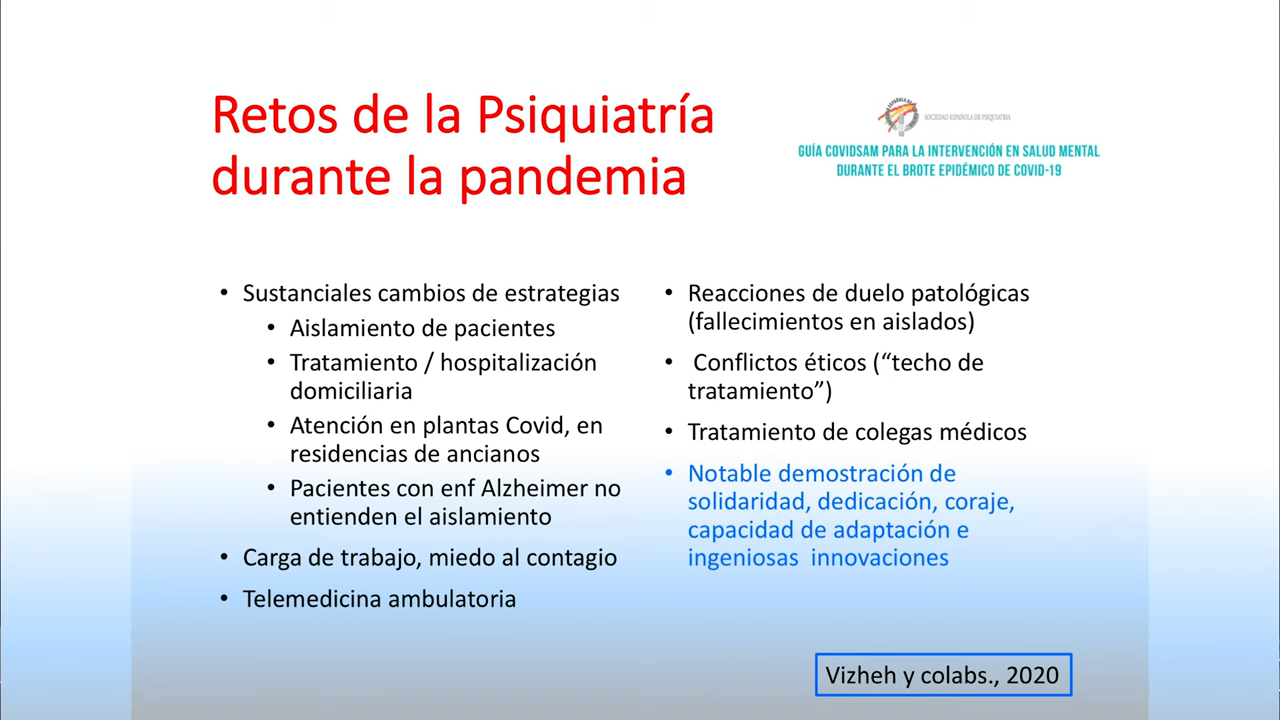 Retos de la Psiquiatría
durante la pandemia
SOCIEDAD ESPAÑOLA DE PSIQUIATRIA
GUÍA COVIDSAM PARA LA INTERVENCIÓN EN SALUD MENTAL
DURANTE EL BROTE EPIDÉMICO DE COVID-19
• Sustanciales cambios de estrategias
• Aislamiento de pacientes
• Tratamiento / hospitalización
domiciliaria
• Atención en plantas Covid, en
residencias de ancianos
• Pacientes con enf Alzheimer no
entienden el aislamiento
• Carga de trabajo, miedo al contagio
• Telemedicina ambulatoria
• Reacciones de duelo patológicas
(fallecimientos en aislados)
• Conflictos éticos (“techo de
tratamiento”)
• Tratamiento de colegas médicos
• Notable demostración de
solidaridad, dedicación, coraje,
capacidad de adaptación e
ingeniosas innovaciones
Vizheh y colabs., 2020